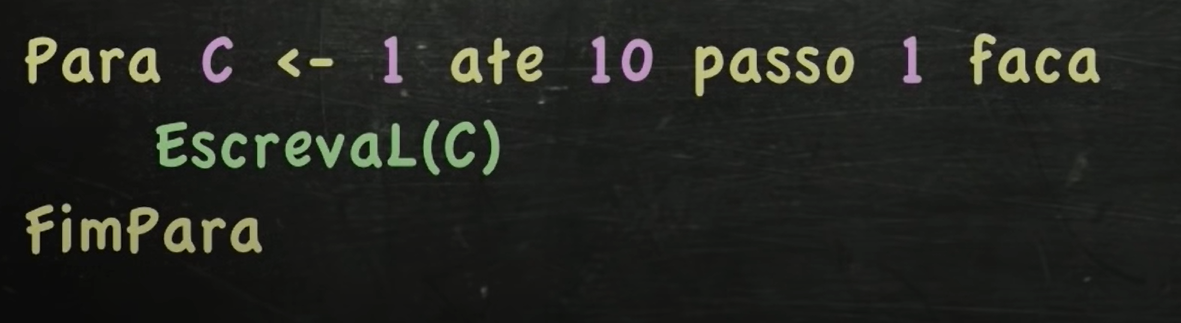 Para C <- 1 ate 10 passo 1 faca
EscrevaL(C)
FimPara